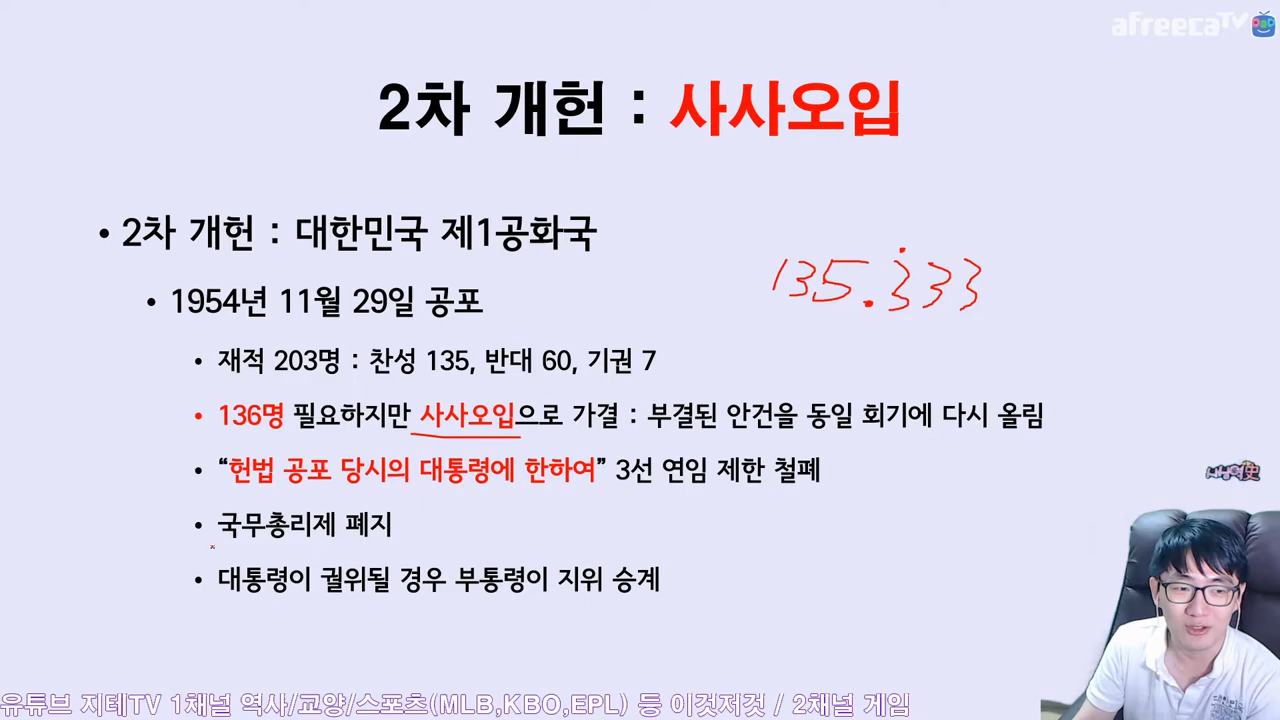 afreecaTV
2차 개헌 : 사사오입
• 2차 개헌 : 대한민국 제1공화국
135.333
• 1954년 11월 29일 공포
• 재적 203명 : 찬성 135, 반대 60, 기권 7
• 136명 필요하지만 사사오입으로 가결 : 부결된 안건을 동일 회기에 다시 올림
• “헌법 공포 당시의 대통령에 한하여” 3선 연임 제한 철폐
• 국무총리제 폐지
• 대통령이 궐위될 경우 부통령이 지위 승계
유튜브 지테TV 1채널 역사/교양/스포츠(MLB,KBO,EPL) 등 이것저것 / 2채널 게임